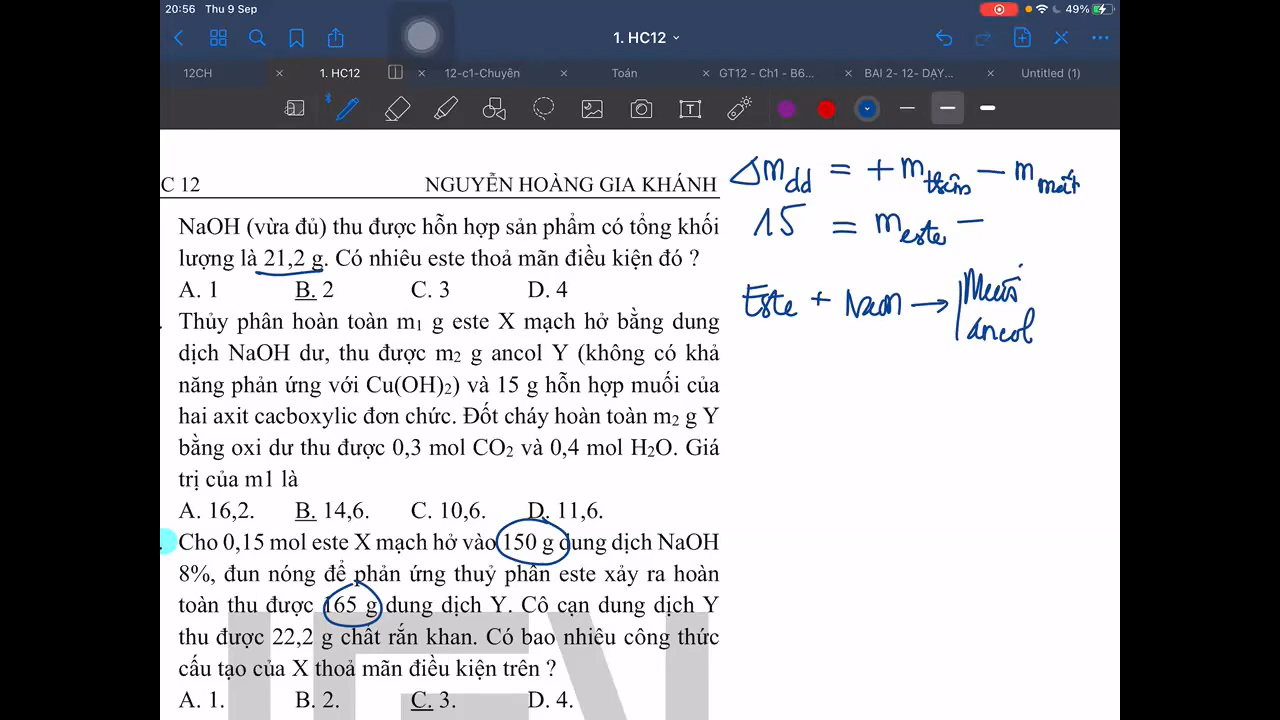 20:56 Thu 9 Sep
49%
1. HC12
12CH
1. HC12
12-c1-Chuyên
Toán
GT12 - Ch1 - B6...
BAI 2- 12- DẠY...
Untitled (1)
C 12
NGUYỄN HOÀNG GIA KHÁNH
NaOH (vừa đủ) thu được hỗn hợp sản phẩm có tổng khối
lượng là 21,2 g. Có nhiêu este thoả mãn điều kiện đó ?
A. 1 B. 2 C. 3 D. 4
Thủy phân hoàn toàn m₁ g este X mạch hở bằng dung
dịch NaOH dư, thu được m₂ g ancol Y (không có khả
năng phản ứng với Cu(OH)₂) và 15 g hỗn hợp muối của
hai axit cacboxylic đơn chức. Đốt cháy hoàn toàn m₂ g Y
bằng oxi dư thu được 0,3 mol CO₂ và 0,4 mol H₂O. Giá
trị của m1 là
A. 16,2. B. 14,6. C. 10,6. D. 11,6.
Cho 0,15 mol este X mạch hở vào 150 g dung dịch NaOH
8%, đun nóng để phản ứng thuỷ phân este xảy ra hoàn
toàn thu được 165 g dung dịch Y. Cô cạn dung dịch Y
thu được 22,2 g chất rắn khan. Có bao nhiêu công thức
cấu tạo của X thoả mãn điều kiện trên ?
A. 1. B. 2. C. 3. D. 4.
Δm dd = + m thêm − m mất
15 = m este −
Este + NaOH → Muối
ancol